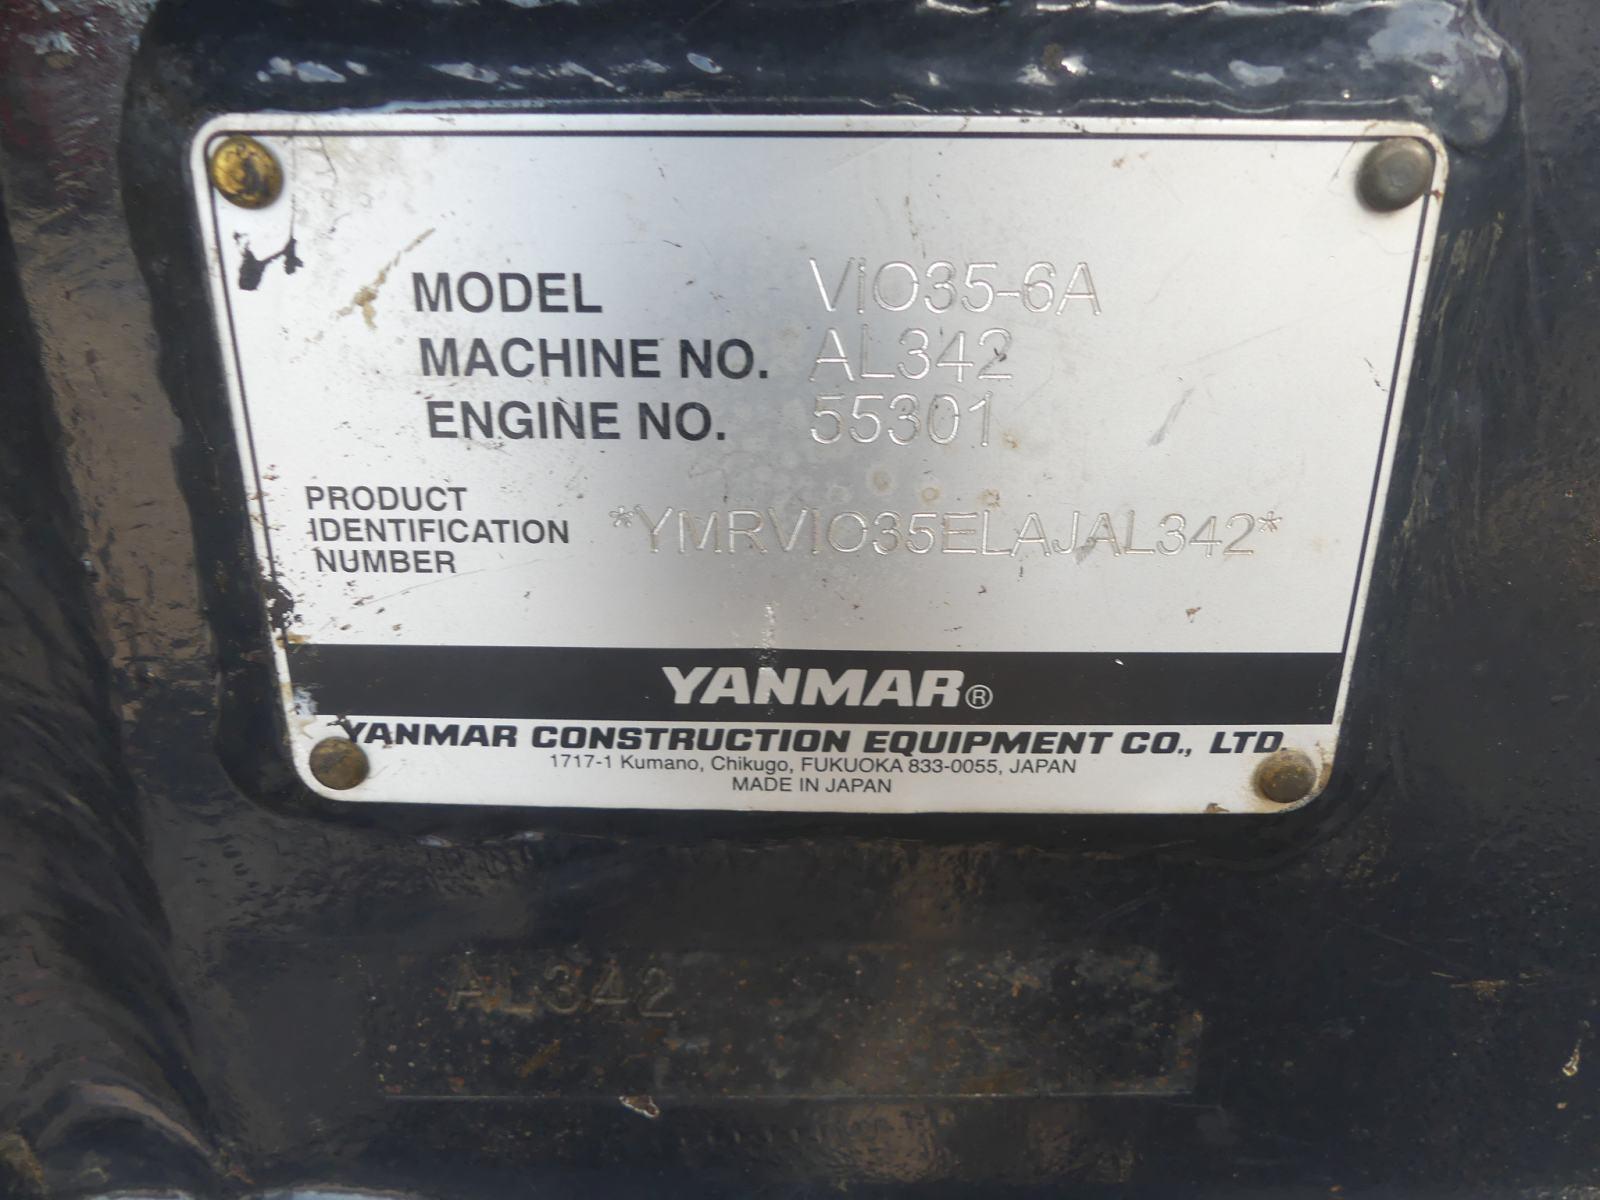 MODEL VIO35-6A
MACHINE NO. AL342
ENGINE NO. 55301
PRODUCT
IDENTIFICATION
NUMBER
*YMRVIO35ELAJAL342*
YANMAR®
YANMAR CONSTRUCTION EQUIPMENT CO., LTD.
1717-1 Kumano, Chikugo, FUKUOKA 833-0055, JAPAN
MADE IN JAPAN
AL342